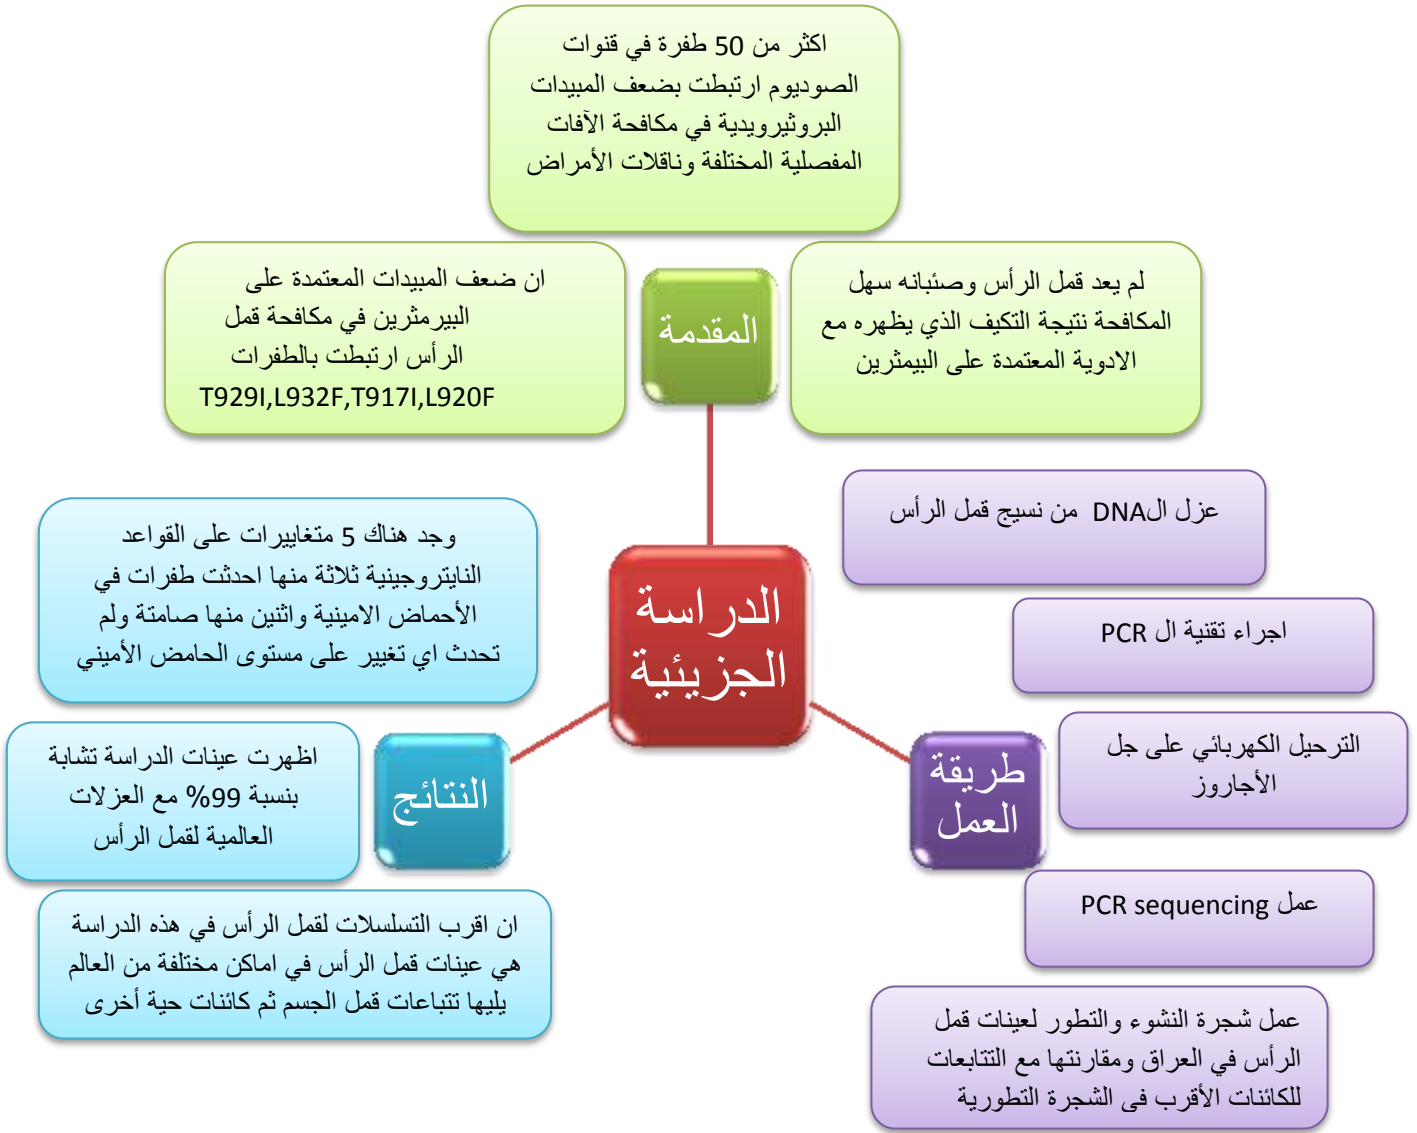 اكثر من 50 طفرة في قنوات
الصوديوم ارتبطت بضعف المبيدات
البروثيرويدية في مكافحة الآفات
المفصلية المختلفة وناقلات الأمراض
لم يعد قمل الرأس وصئبانه سهل
المكافحة نتيجة التكيف الذي يظهره مع
الادوية المعتمدة على البيمثرين
المقدمة
ان ضعف المبيدات المعتمدة على
البيرمثرين في مكافحة قمل
الرأس ارتبطت بالطفرات
T929I,L932F,T917I,L920F
الدراسة
الجزيئية
عزل الDNA من نسيج قمل الرأس
اجراء تقنية ال PCR
الترحيل الكهربائي على جل
الأجاروز
طريقة
العمل
عمل PCR sequencing
عمل شجرة النشوء والتطور لعينات قمل
الرأس في العراق ومقارنتها مع التتابعات
للكائنات الأقرب في الشجرة التطورية
وجد هناك 5 متغاييرات على القواعد
النايتروجينية ثلاثة منها احدثت طفرات في
الأحماض الامينية واثنين منها صامتة ولم
تحدث اي تغيير على مستوى الحامض الأميني
النتائج
اظهرت عينات الدراسة تشابة
بنسبة 99% مع العزلات
العالمية لقمل الرأس
ان اقرب التسلسلات لقمل الرأس في هذه الدراسة
هي عينات قمل الرأس في اماكن مختلفة من العالم
يليها تتباعات قمل الجسم ثم كائنات حية أخرى